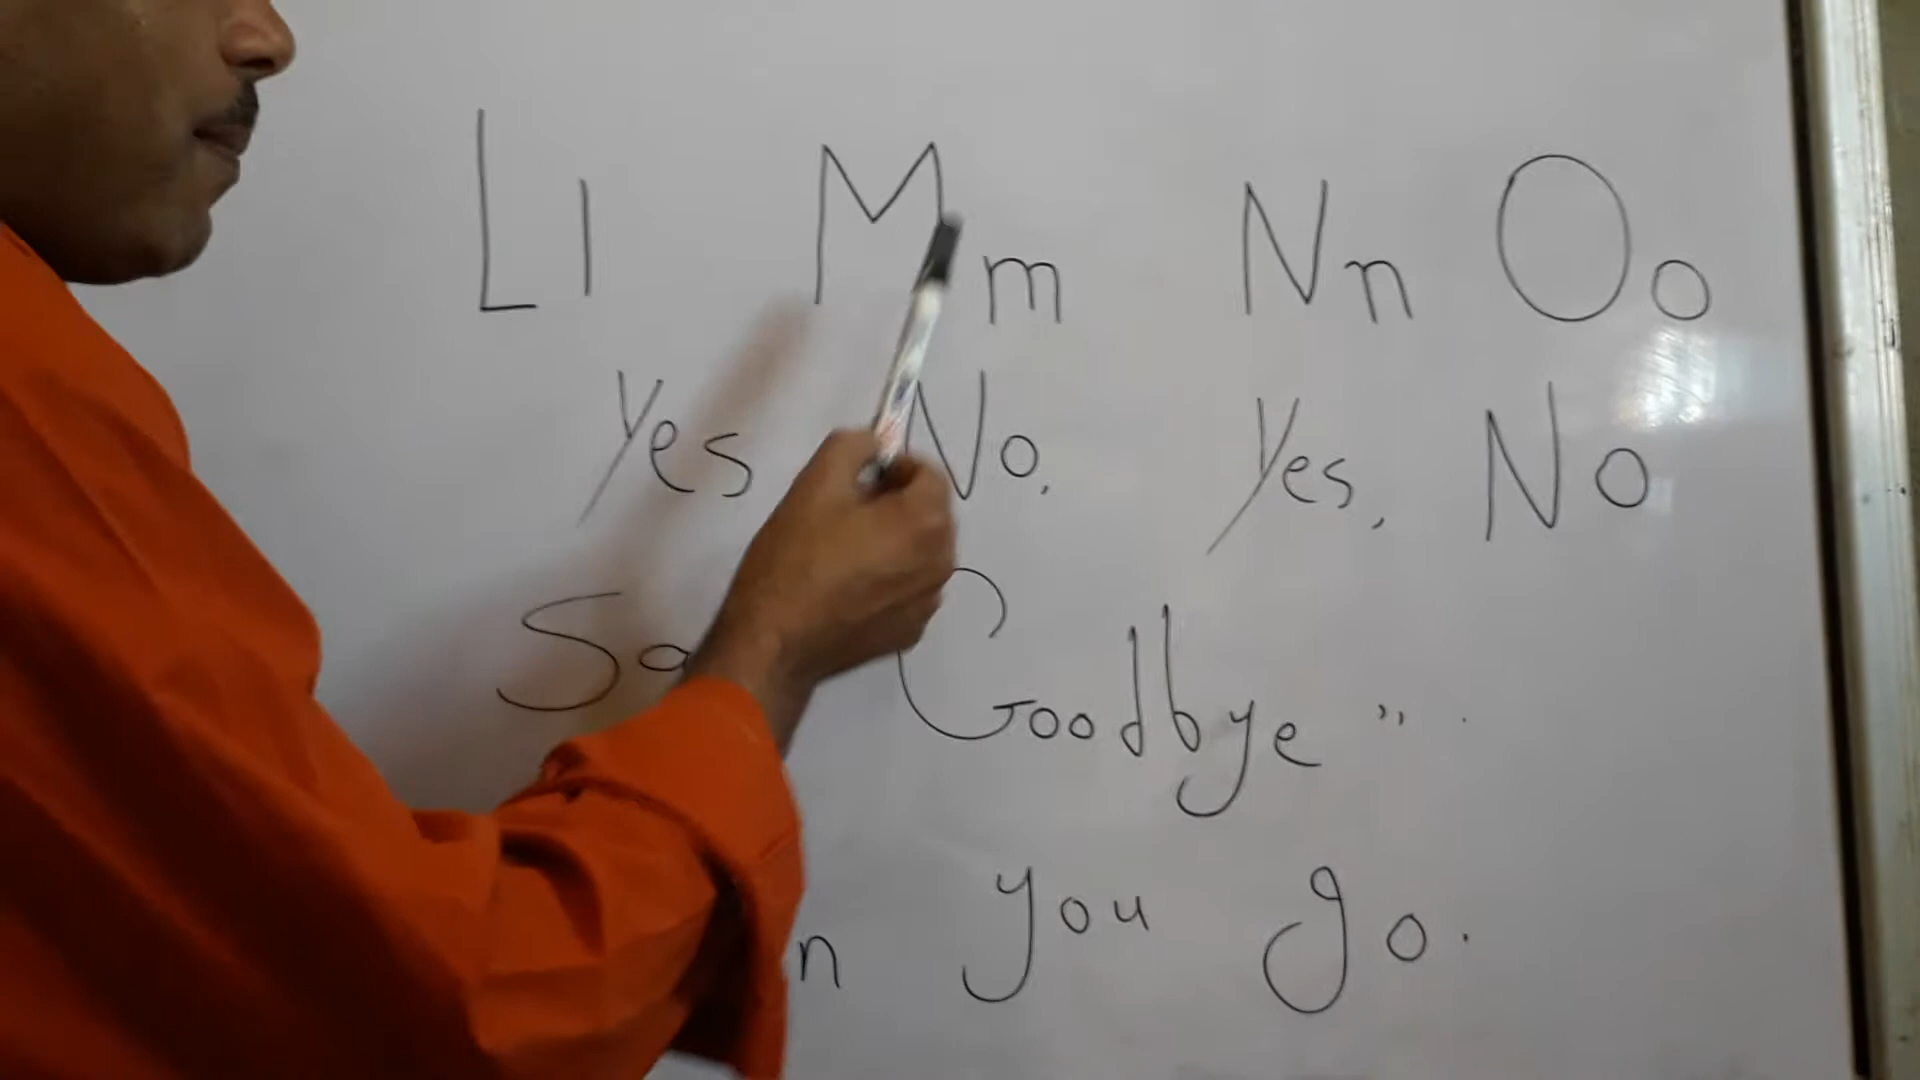 Ll Mm Nn Oo
Yes No, Yes, No
Goodbye"
you go.